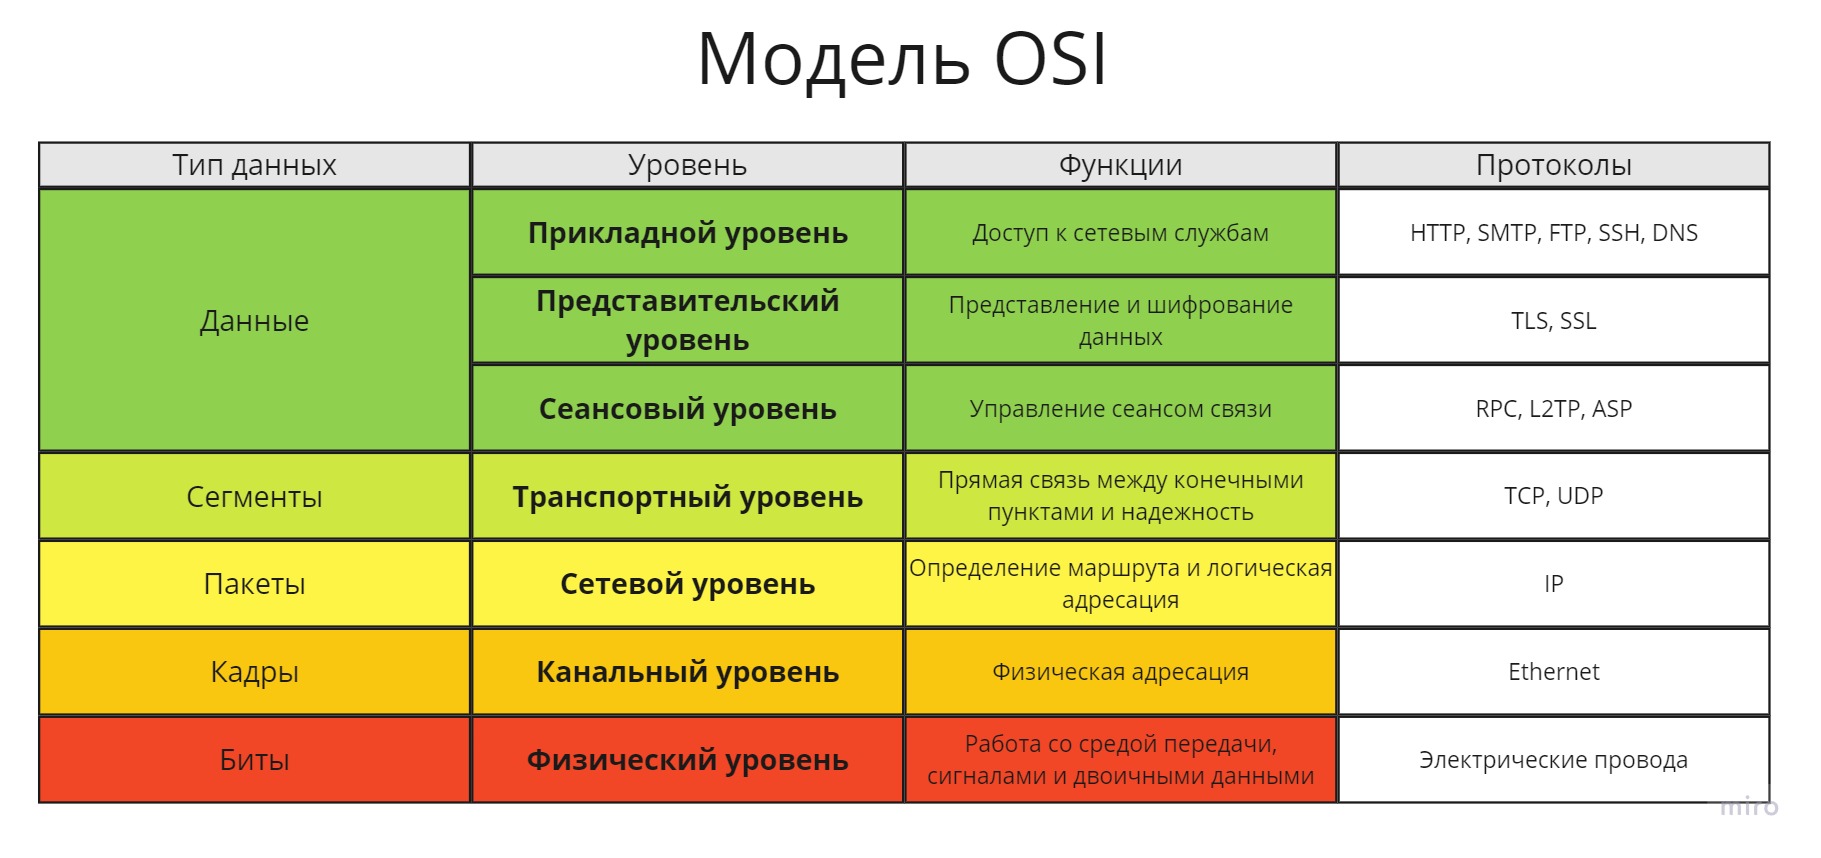 Модель OSI
Тип данных
Уровень
Функции
Протоколы
Данные
Прикладной уровень
Доступ к сетевым службам
HTTP, SMTP, FTP, SSH, DNS
Представительский
уровень
Представление и шифрование
данных
TLS, SSL
Сеансовый уровень
Управление сеансом связи
RPC, L2TP, ASP
Сегменты
Транспортный уровень
Прямая связь между конечными
пунктами и надежность
TCP, UDP
Пакеты
Сетевой уровень
Определение маршрута и логическая
адресация
IP
Кадры
Канальный уровень
Физическая адресация
Ethernet
Биты
Физический уровень
Работа со средой передачи,
сигналами и двоичными данными
Электрические провода
miro